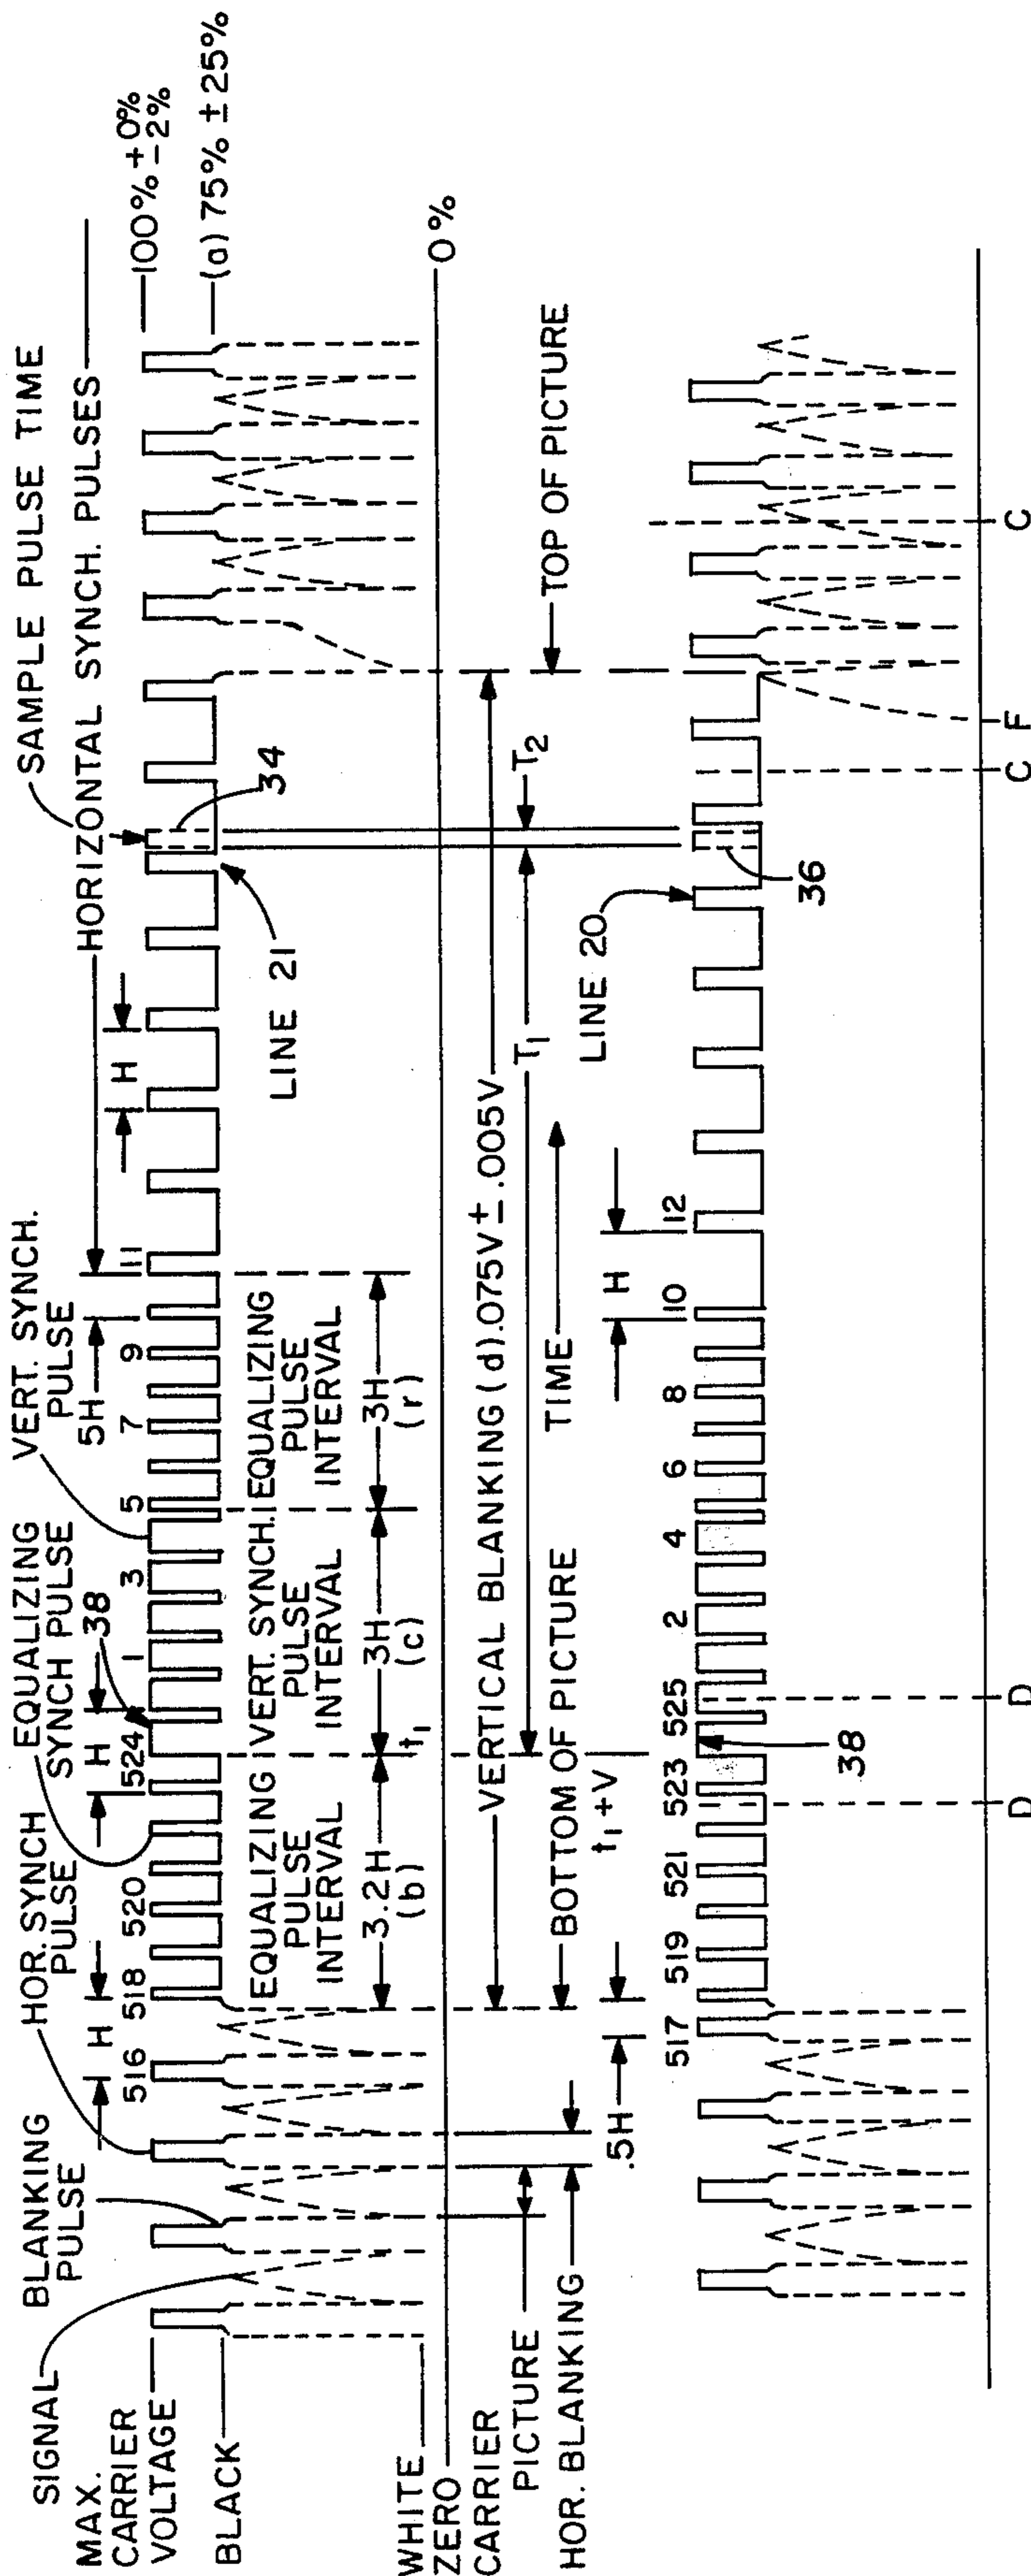 SIGNAL
BLANKING
PULSE
HOR. SYNCH
PULSE
EQUALIZING
SYNCH PULSE
VERT. SYNCH.
PULSE
SAMPLE PULSE TIME
HORIZONTAL SYNCH. PULSES
MAX.
CARRIER
VOLTAGE
BLACK
WHITE
ZERO
CARRIER
PICTURE
HOR. BLANKING
H
H
38
5H
H
516
518
520
524
1
3
5
7
9
11
100% +0%
-2%
(a) 75% ±25%
0%
LINE 21
34
EQUALIZING
PULSE
INTERVAL
VERT. SYNCH.
PULSE
INTERVAL
EQUALIZING
PULSE
INTERVAL
3.2H
(b)
3H
(c)
3H
(r)
t1
VERTICAL BLANKING (d).075V±.005V
T1
T2
BOTTOM OF PICTURE
TIME
TOP OF PICTURE
t1+V
.5H
H
LINE 20
517
519
521
523
525
2
4
6
8
10
12
38
36
D
D
C
F
C